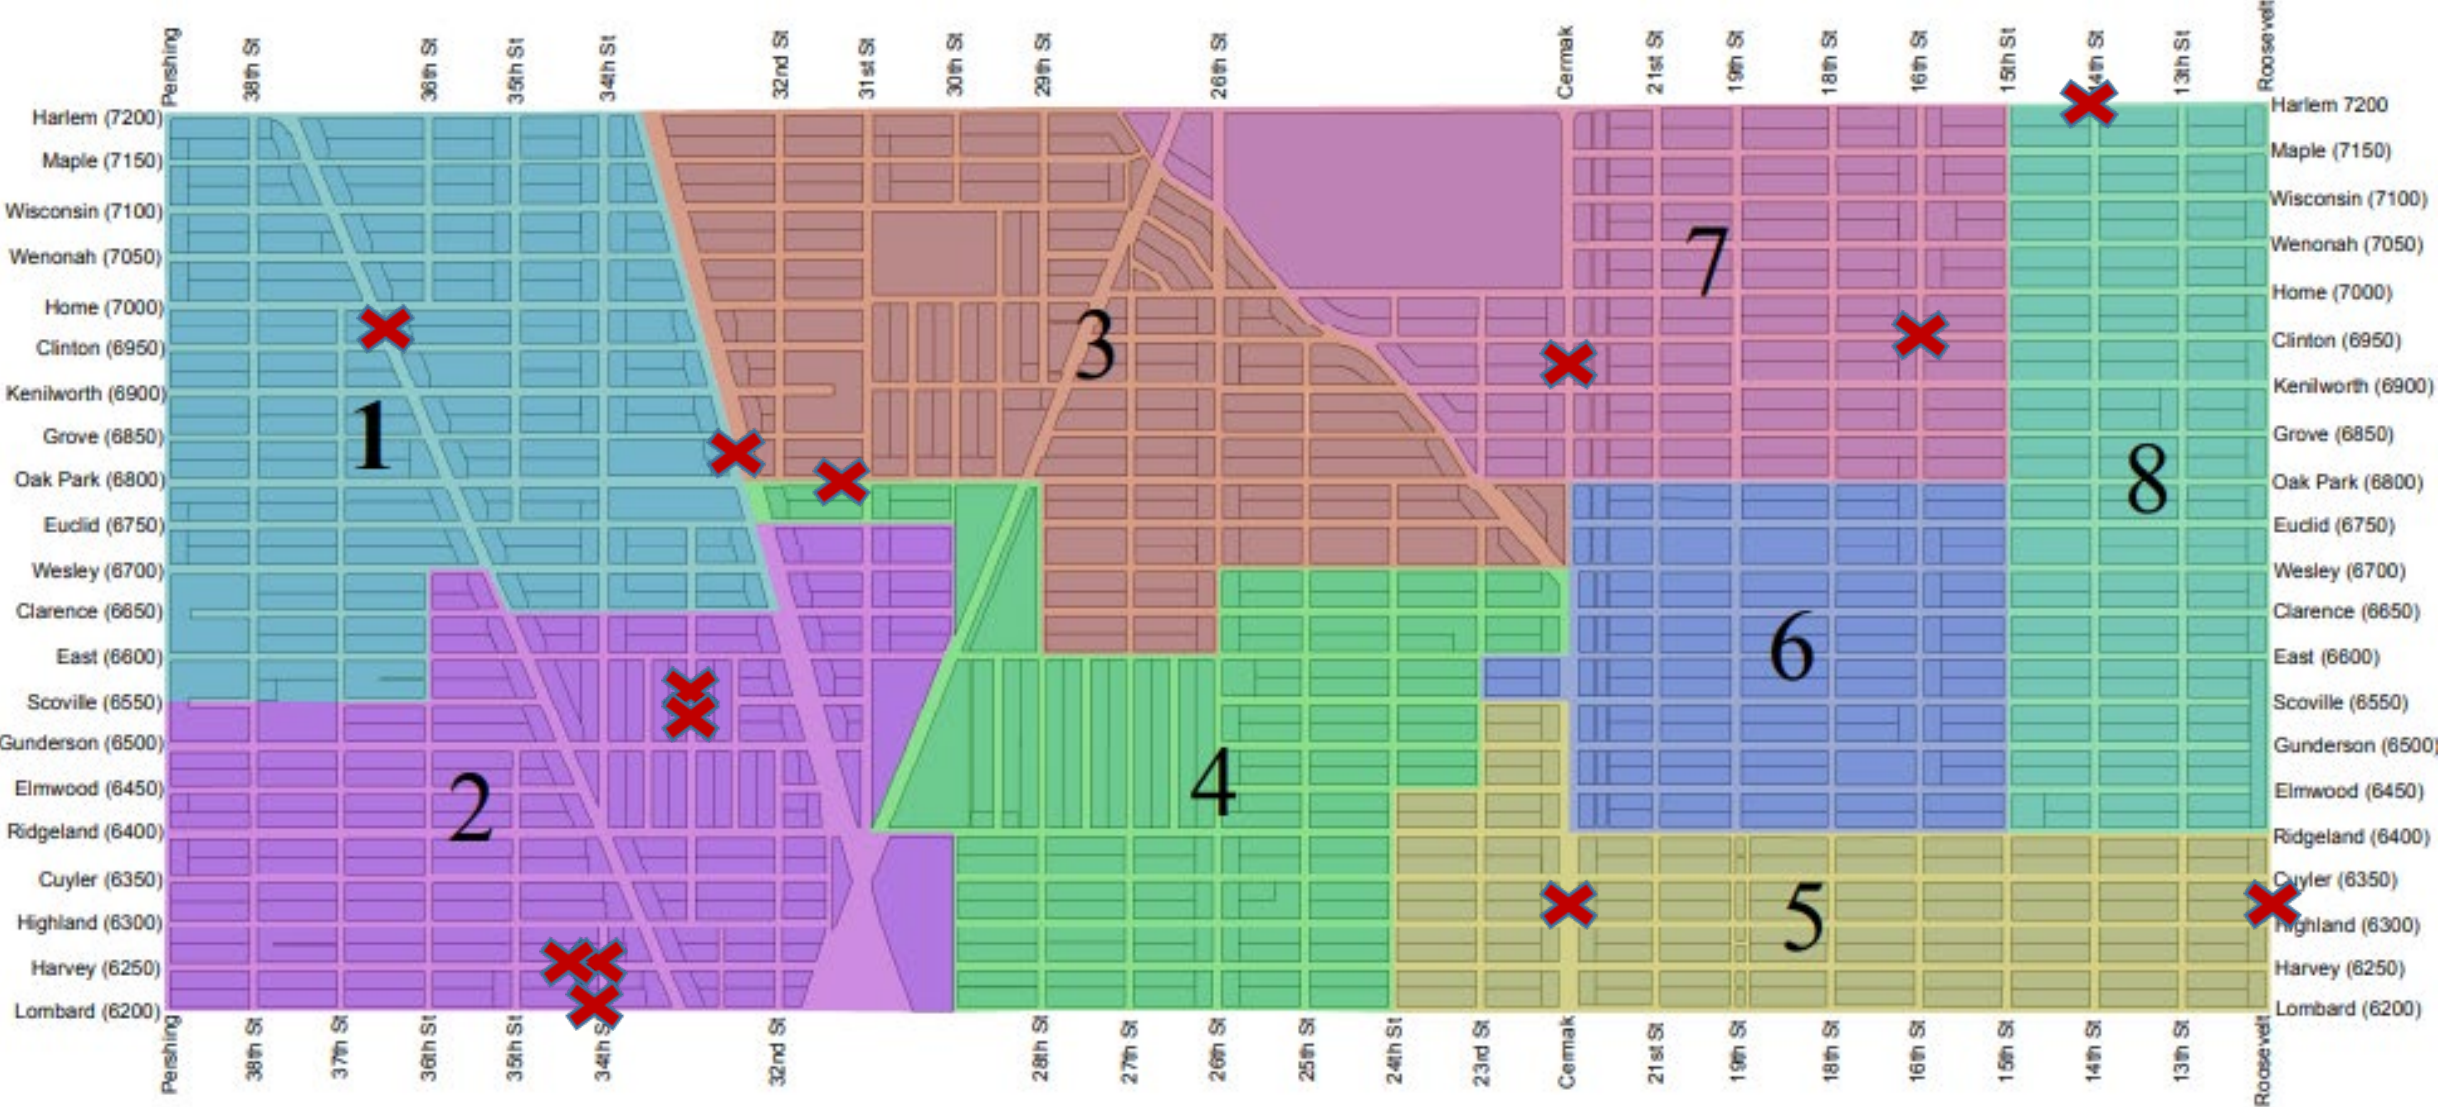 Pershing
38th St
36th St
35th St
34th St
32nd St
31st St
30th St
29th St
26th St
Cermak
21st St
19th St
18th St
16th St
15th St
14th St
13th St
Roosevelt
Harlem (7200)
Maple (7150)
Wisconsin (7100)
Wenonah (7050)
Home (7000)
Clinton (6950)
Kenilworth (6900)
Grove (6850)
Oak Park (6800)
Euclid (6750)
Wesley (6700)
Clarence (6650)
East (6600)
Scoville (6550)
Gunderson (6500)
Elmwood (6450)
Ridgeland (6400)
Cuyler (6350)
Highland (6300)
Harvey (6250)
Lombard (6200)
1
2
3
4
5
6
7
8
Harlem 7200
Maple (7150)
Wisconsin (7100)
Wenonah (7050)
Home (7000)
Clinton (6950)
Kenilworth (6900)
Grove (6850)
Oak Park (6800)
Euclid (6750)
Wesley (6700)
Clarence (6650)
East (6600)
Scoville (6550)
Gunderson (6500)
Elmwood (6450)
Ridgeland (6400)
Cuyler (6350)
Highland (6300)
Harvey (6250)
Lombard (6200)
Pershing
38th St
37th St
36th St
35th St
34th St
32nd St
28th St
27th St
26th St
25th St
24th St
23rd St
Cermak
21st St
19th St
18th St
16th St
15th St
14th St
13th St
Roosevelt